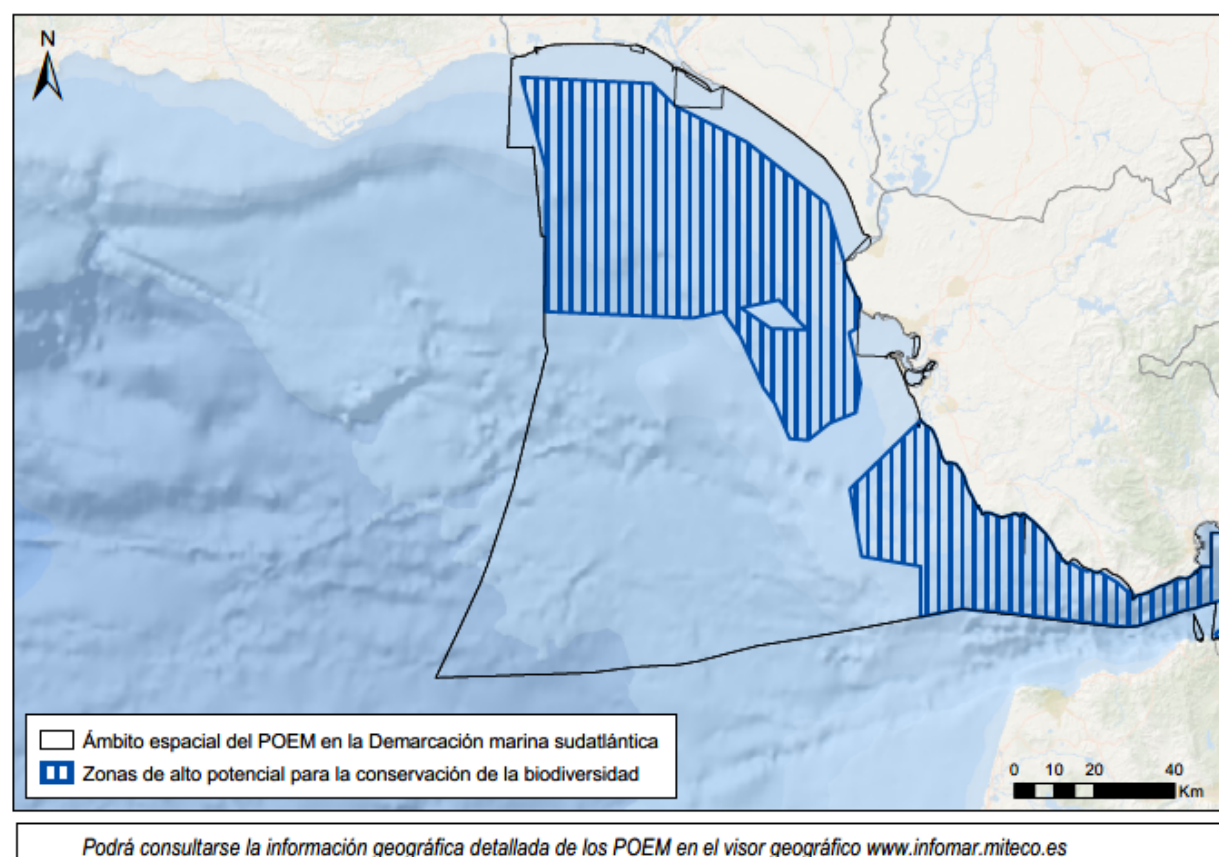 N
Ámbito espacial del POEM en la Demarcación marina sudatlántica
Zonas de alto potencial para la conservación de la biodiversidad
0 10 20 40
Km
Podrá consultarse la información geográfica detallada de los POEM en el visor geográfico www.infomar.miteco.es